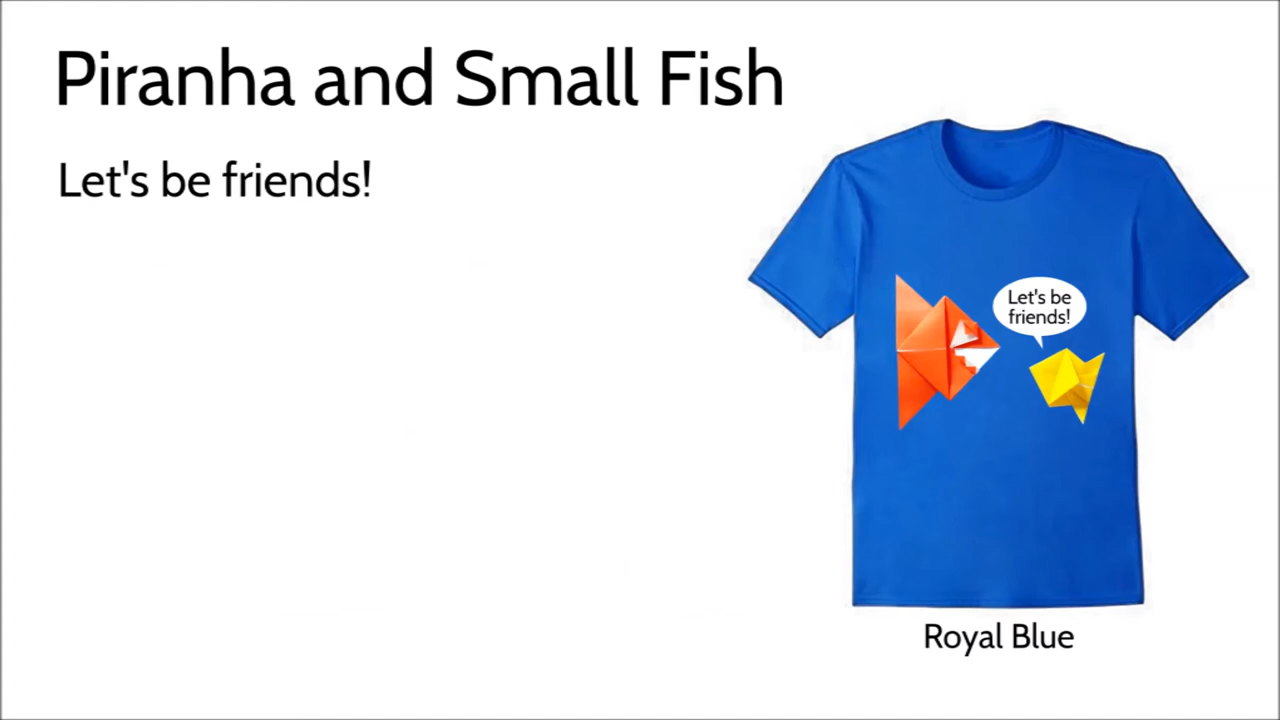 Piranha and Small Fish
Let's be friends!
Let's be
friends!
Royal Blue